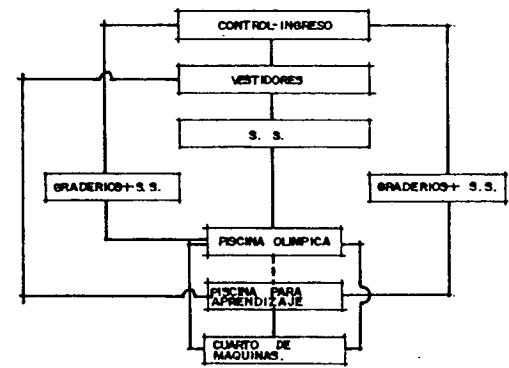 CONTROL-INGRESO
VESTIDORES
S. S.
GRADERIOS+ S.S.
GRADERIOS+ S.S.
PISCINA OLIMPICA
PISCINA PARA
APRENDIZAJE
CUARTO DE
MAQUINAS.